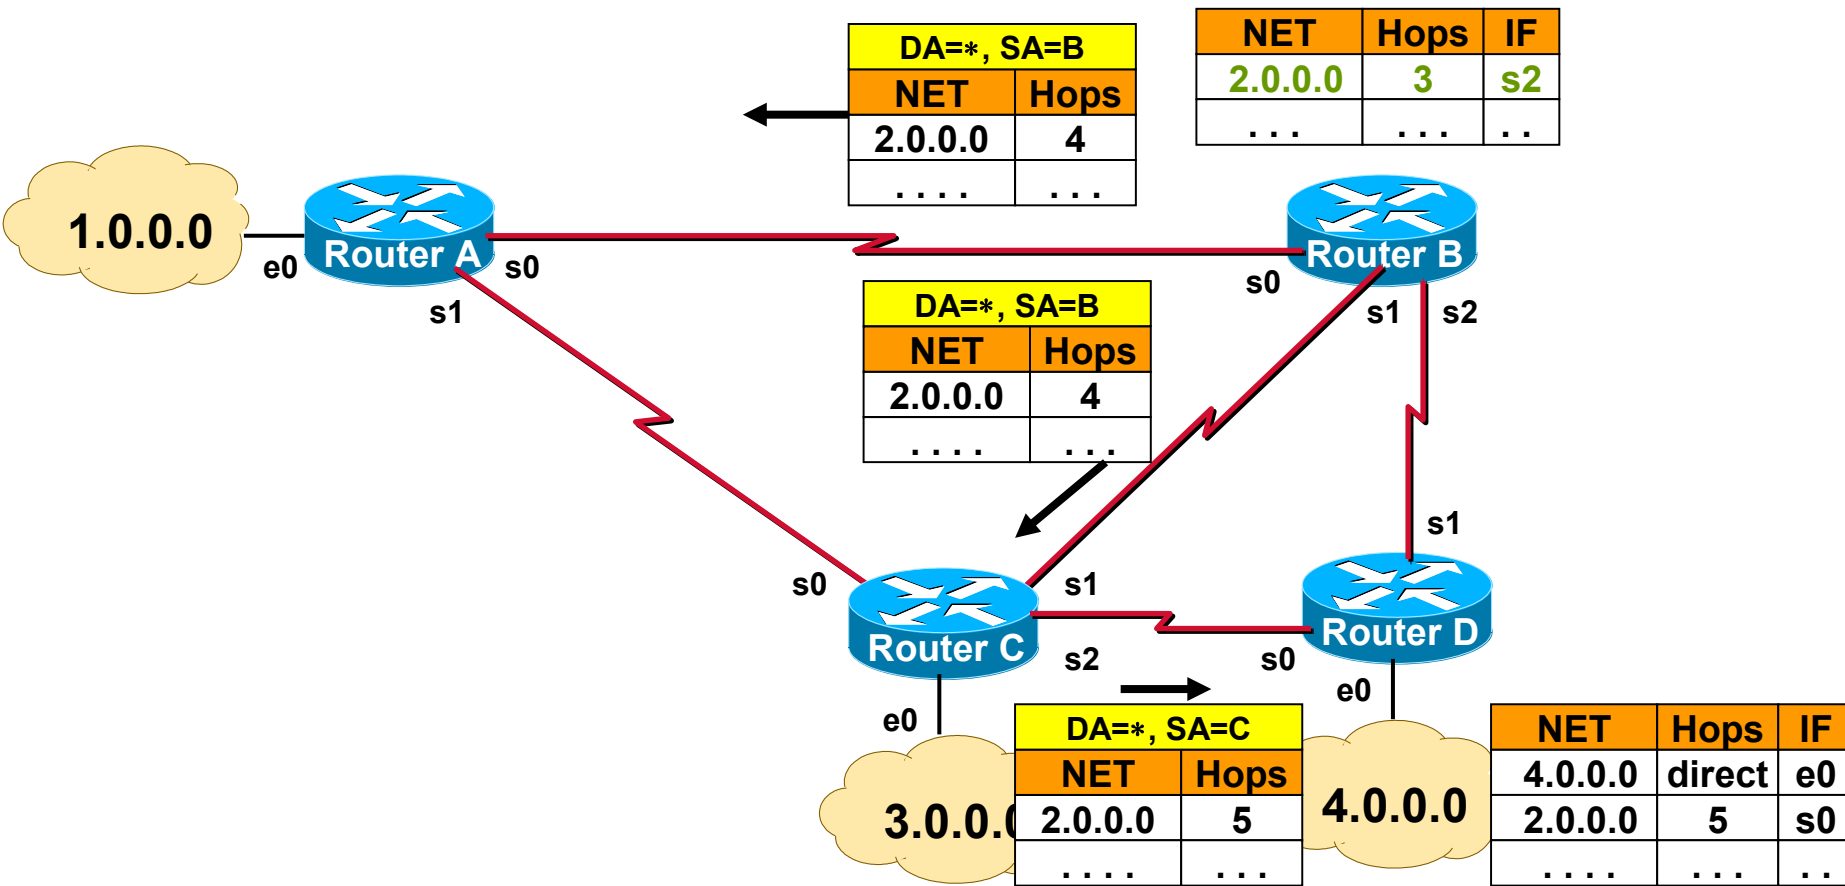 DA=*, SA=B
NET Hops
2.0.0.0 4
. . . . . . .
NET Hops IF
2.0.0.0 3 s2
. . . . . . . .
1.0.0.0
e0
Router A
s0
s1
Router B
s0
s1
s2
DA=*, SA=B
NET Hops
2.0.0.0 4
. . . . . . .
s1
s0
s1
Router C
s2
s0
Router D
e0
e0
3.0.0.0
DA=*, SA=C
NET Hops
2.0.0.0 5
. . . . . . .
4.0.0.0
NET Hops IF
4.0.0.0 direct e0
2.0.0.0 5 s0
. . . . . . . . .